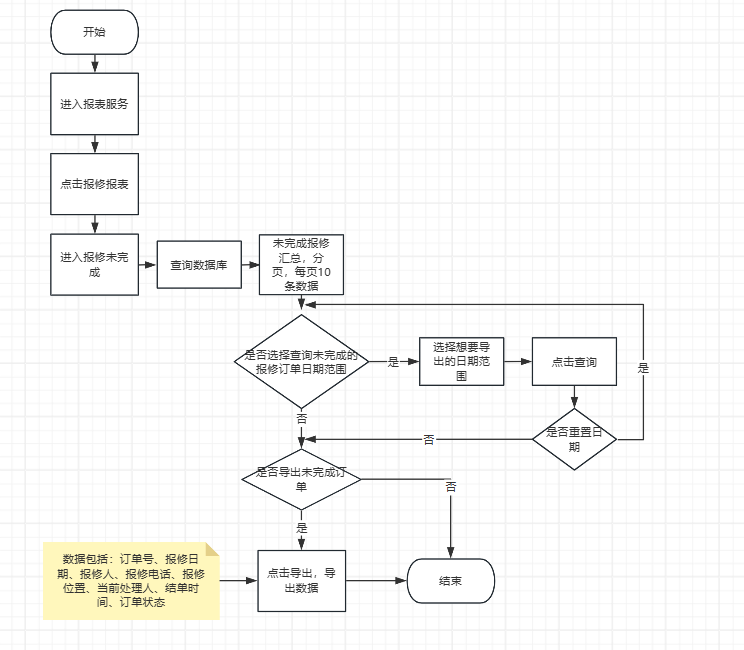 开始
进入报表服务
点击报修报表
进入报修未完
成
查询数据库
未完成报修
汇总，分
页，每页10
条数据
是否选择查询未完成的
报修订单日期范围
是
选择想要导
出的日期范
围
点击查询
是
否
是否重置日
期
否
是否导出未完成订
单
否
是
数据包括：订单号、报修日
期、报修人、报修电话、报修
位置、当前处理人、结单时
间、订单状态
点击导出，导
出数据
结束